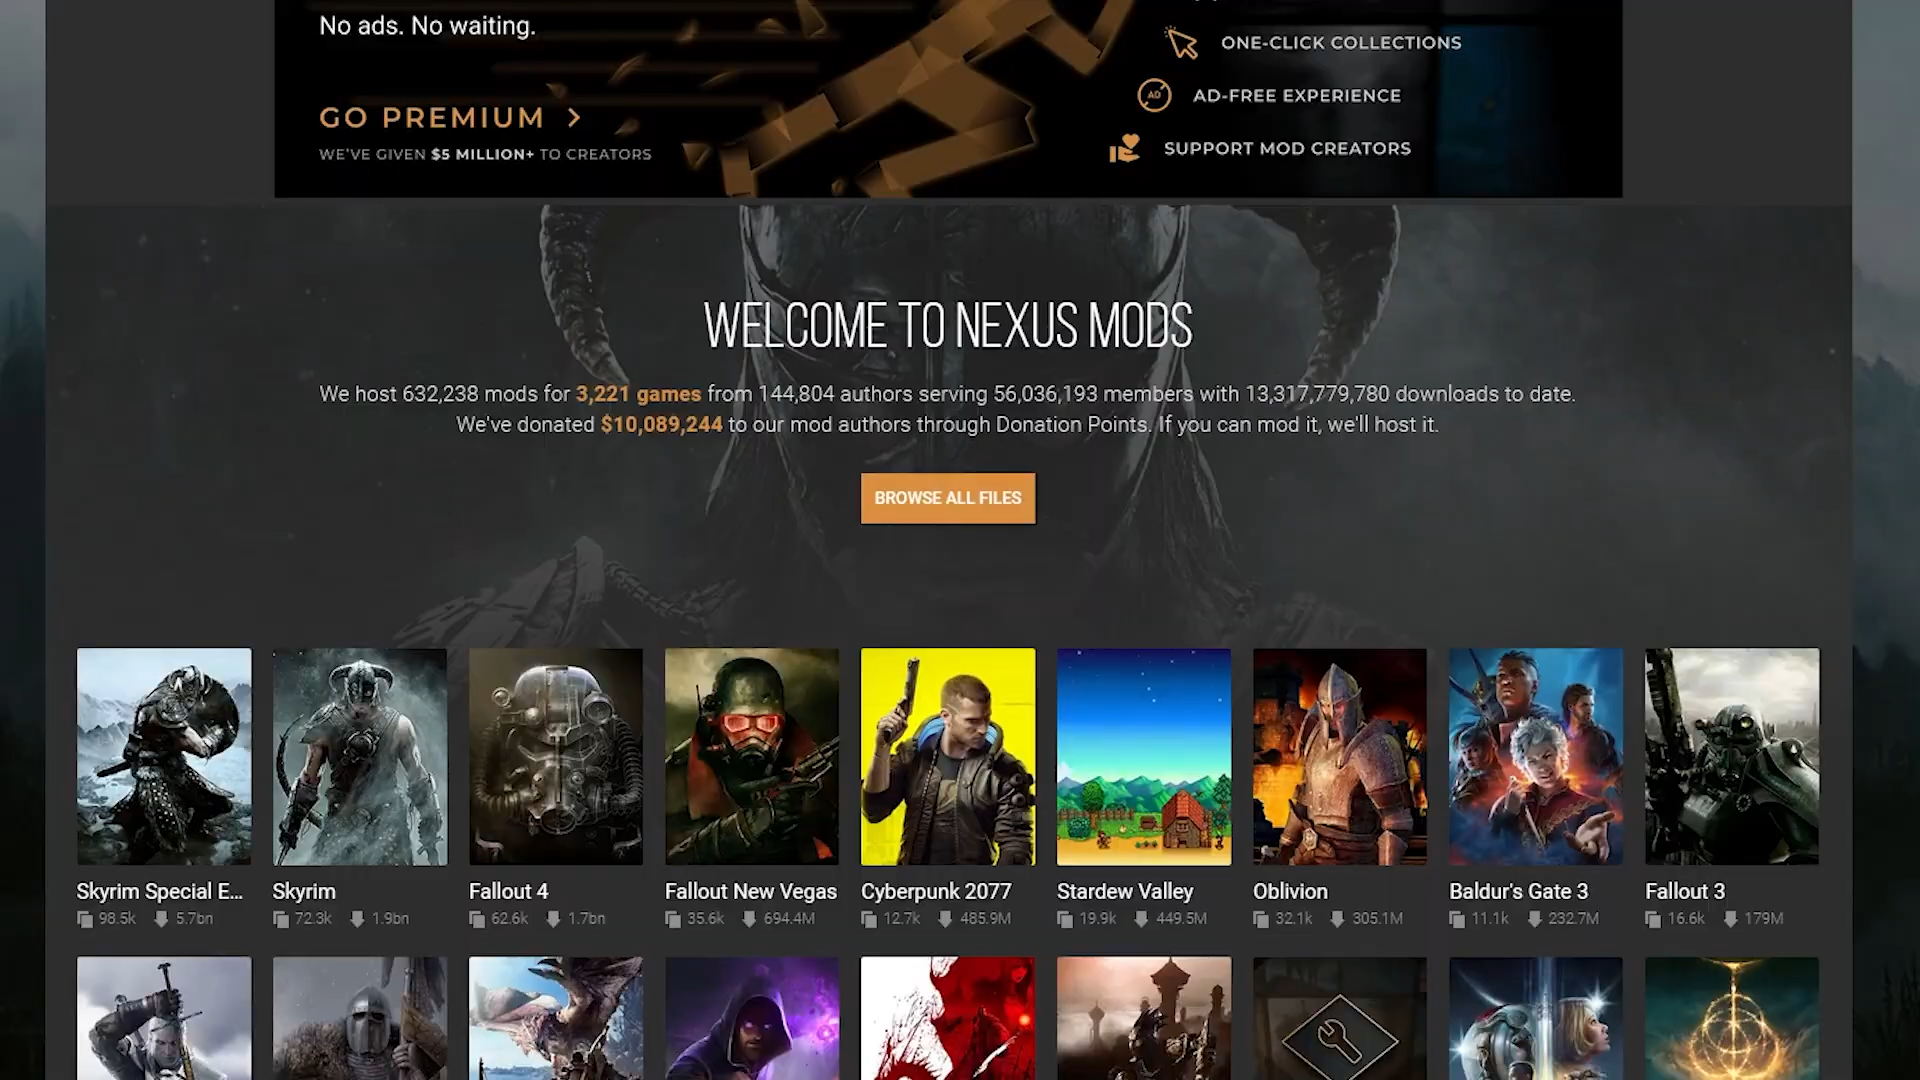 No ads. No waiting.
GO PREMIUM
WE'VE GIVEN $5 MILLION+ TO CREATORS
ONE-CLICK COLLECTIONS
AD
AD-FREE EXPERIENCE
SUPPORT MOD CREATORS
WELCOME TO NEXUS MODS
We host 632,238 mods for 3,221 games from 144,804 authors serving 56,036,193 members with 13,317,779,780 downloads to date.
We've donated $10,089,244 to our mod authors through Donation Points. If you can mod it, we'll host it.
BROWSE ALL FILES
Skyrim Special E...
98.5k 5.7bn
Skyrim
72.3k 1.9bn
Fallout 4
62.6k 1.7bn
Fallout New Vegas
35.6k 694.4M
Cyberpunk 2077
12.7k 485.9M
Stardew Valley
19.9k 449.5M
Oblivion
32.1k 305.1M
Baldur's Gate 3
11.1k 232.7M
Fallout 3
16.6k 179M